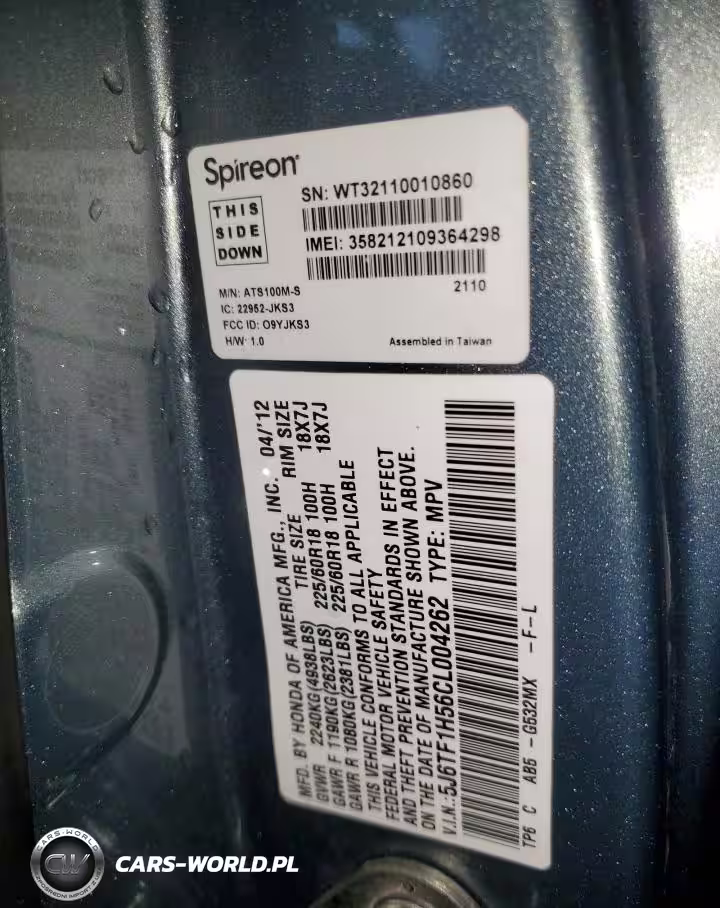 Spireon
THIS
SIDE
DOWN
SN: WT32110010860
IMEI: 358212109364298
2110
M/N: ATS100M-S
IC: 22952-JKS3
FCC ID: O9YJKS3
H/W: 1.0
Assembled in Taiwan
MFD. BY HONDA OF AMERICA MFG., INC. 04/'12
TIRE SIZE RIM SIZE
GVWR 2240KG(4938LBS)
GAWR F 1190KG(2623LBS) 225/60R18 100H 18X7J
GAWR R 1080KG(2381LBS) 225/60R18 100H 18X7J
THIS VEHICLE CONFORMS TO ALL APPLICABLE
FEDERAL MOTOR VEHICLE SAFETY
AND THEFT PREVENTION STANDARDS IN EFFECT
ON THE DATE OF MANUFACTURE SHOWN ABOVE.
V.I.N.:5J6TF1H56CL004262 TYPE: MPV
TP6 C AB5 -G532MX -F-L
CARS-WORLD
CW
CARS-WORLD.PL